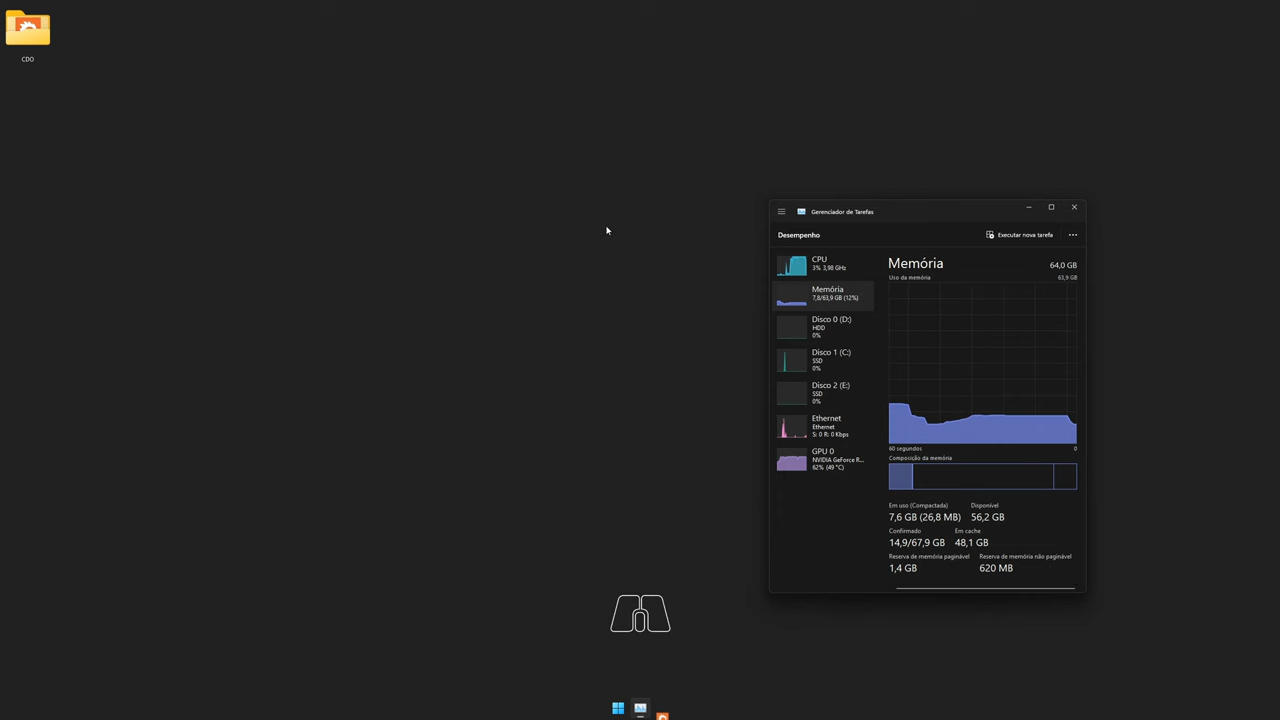 CDO
Gerenciador de Tarefas
Desempenho
Executar nova tarefa
CPU
3% 3,98 GHz
Memória
7,8/63,9 GB (12%)
Disco 0 (D:)
HDD
0%
Disco 1 (C:)
SSD
0%
Disco 2 (E:)
SSD
0%
Ethernet
Ethernet
S: 0 R: 0 Kbps
GPU 0
NVIDIA GeForce R...
62% (49 °C)
Memória
64,0 GB
Uso da memória
63,9 GB
60 segundos
0
Composição da memória
Em uso (Compactada)
Disponível
7,6 GB (26,8 MB)
56,2 GB
Confirmado
Em cache
14,9/67,9 GB
48,1 GB
Reserva de memória paginável
Reserva de memória não paginável
1,4 GB
620 MB